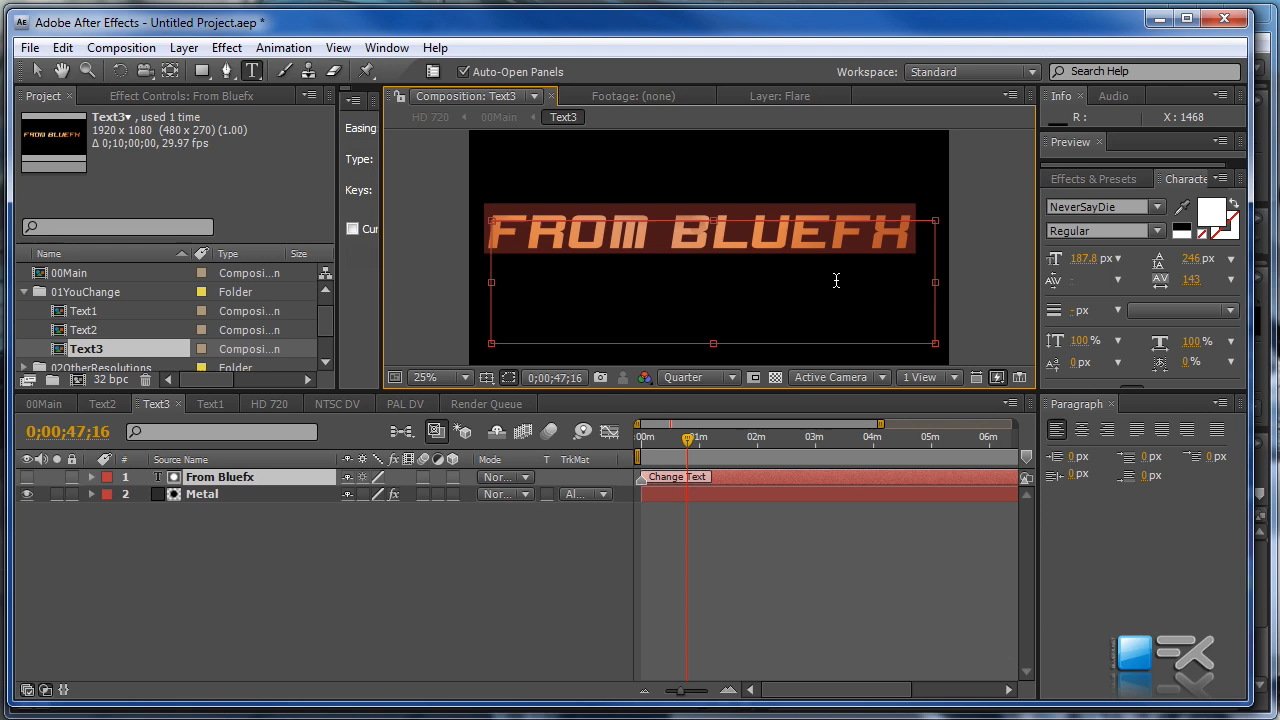 Adobe After Effects - Untitled Project.aep *
File Edit Composition Layer Effect Animation View Window Help
Auto-Open Panels
Workspace: Standard
Search Help
Project Effect Controls: From Bluefx
Text3▾ , used 1 time
1920 x 1080 (480 x 270) (1.00)
Δ 0;10;00;00, 29.97 fps
FROM BLUEFX
Name Type
00Main Composi...n
01YouChange Folder
Text1 Composi...n
Text2 Composi...n
Text3 Composi...n
02OtherResolutions Folder
32 bpc
Easing
Type:
Keys:
Cur
Composition: Text3 Footage: (none) Layer: Flare
HD 720 00Main Text3
FROM BLUEFX
25% 0;00;47;16 Quarter Active Camera 1 View
Info Audio
R : X : 1468
Preview
Effects & Presets Characte
NeverSayDie
Regular
187.8 px 246 px
- 143
- px
100 % 100 %
0 px 0 %
00Main Text2 Text3 Text1 HD 720 NTSC DV PAL DV Render Queue
0;00;47;16
:00m 01m 02m 03m 04m 05m 06m
# Source Name Mode T TrkMat
1 T From Bluefx Nor... Change Text
2 Metal Nor... Al...
Paragraph
0 px 0 px 0 px
0 px 0 px
FX